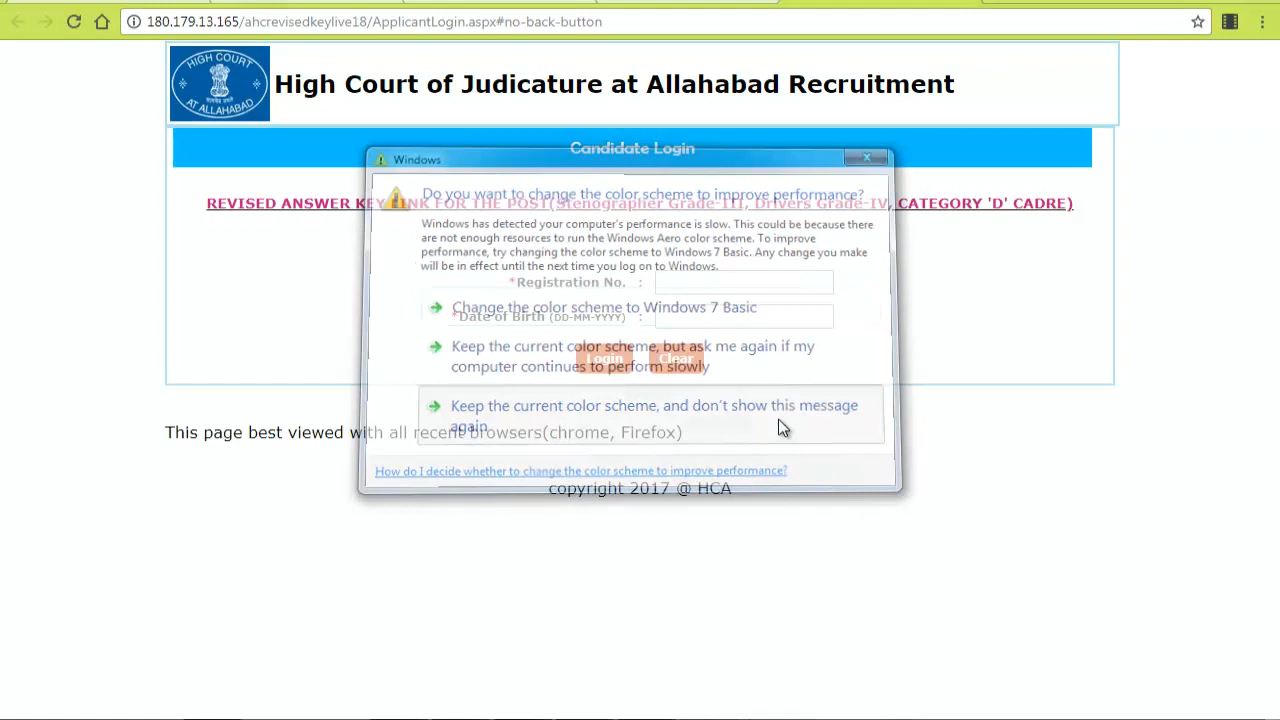 180.179.13.165/ahcrevisedkeylive18/ApplicantLogin.aspx#no-back-button
HIGH COURT
AT ALLAHABAD
High Court of Judicature at Allahabad Recruitment
Candidate Login
Windows
Do you want to change the color scheme to improve performance?
REVISED ANSWER KEY LINK FOR THE POST(Stenographer Grade-III, Drivers Grade-IV, CATEGORY 'D' CADRE)
Windows has detected your computer's performance is slow. This could be because there
are not enough resources to run the Windows Aero color scheme. To improve
performance, try changing the color scheme to Windows 7 Basic. Any change you make
will be in effect until the next time you log on to Windows.
*Registration No. :
Change the color scheme to Windows 7 Basic
*Date of Birth (DD-MM-YYYY) :
Keep the current color scheme, but ask me again if my
computer continues to perform slowly
Login Clear
Keep the current color scheme, and don't show this message
again
This page best viewed with all recent browsers(chrome, Firefox)
How do I decide whether to change the color scheme to improve performance?
copyright 2017 @ HCA